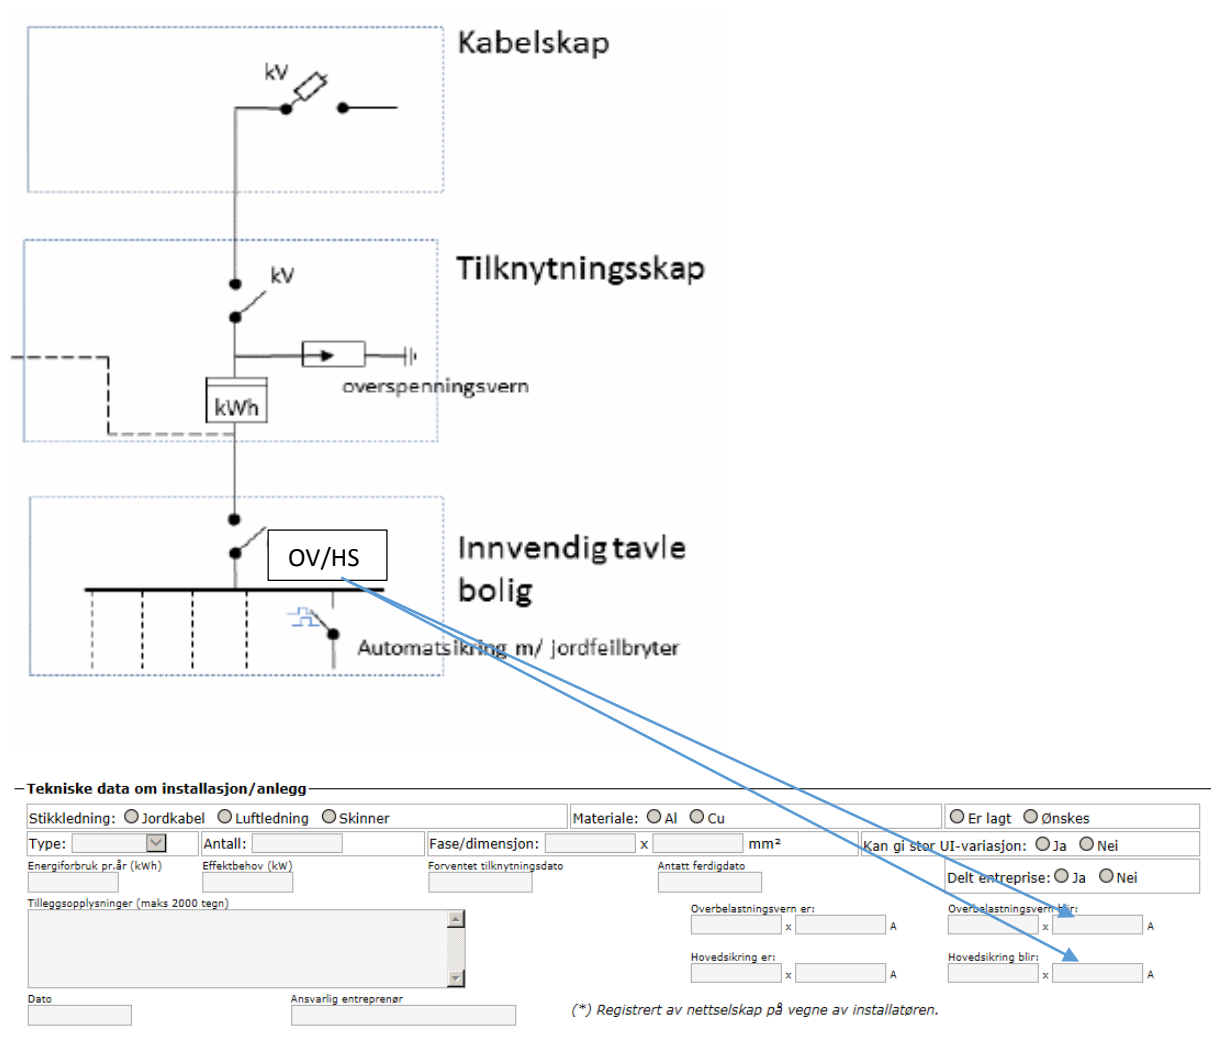 Kabelskap
kV
Tilknytningsskap
kV
overspenningsvern
kWh
Innvendig tavle
bolig
OV/HS
Automatsikring m/ jordfeilbryter
Tekniske data om installasjon/anlegg
Stikkledning: Jordkabel Luftledning Skinner Materiale: Al Cu Er lagt Ønskes
Type: Antall: Fase/dimensjon: x mm² Kan gi stor UI-variasjon: Ja Nei
Energiforbuk pr.år (kWh) Effektbehov (kW) Forventet tilknytningsdato Antatt ferdigdato
Delt entreprise: Ja Nei
Tilleggsopplysninger (maks 2000 tegn)
Overbelastningsvern er: Overbelastningsvern blir:
x A x A
Hovedsikring er: Hovedsikring blir:
x A x A
Dato Ansvarlig entreprenør
(*) Registrert av nettselskap på vegne av installatøren.